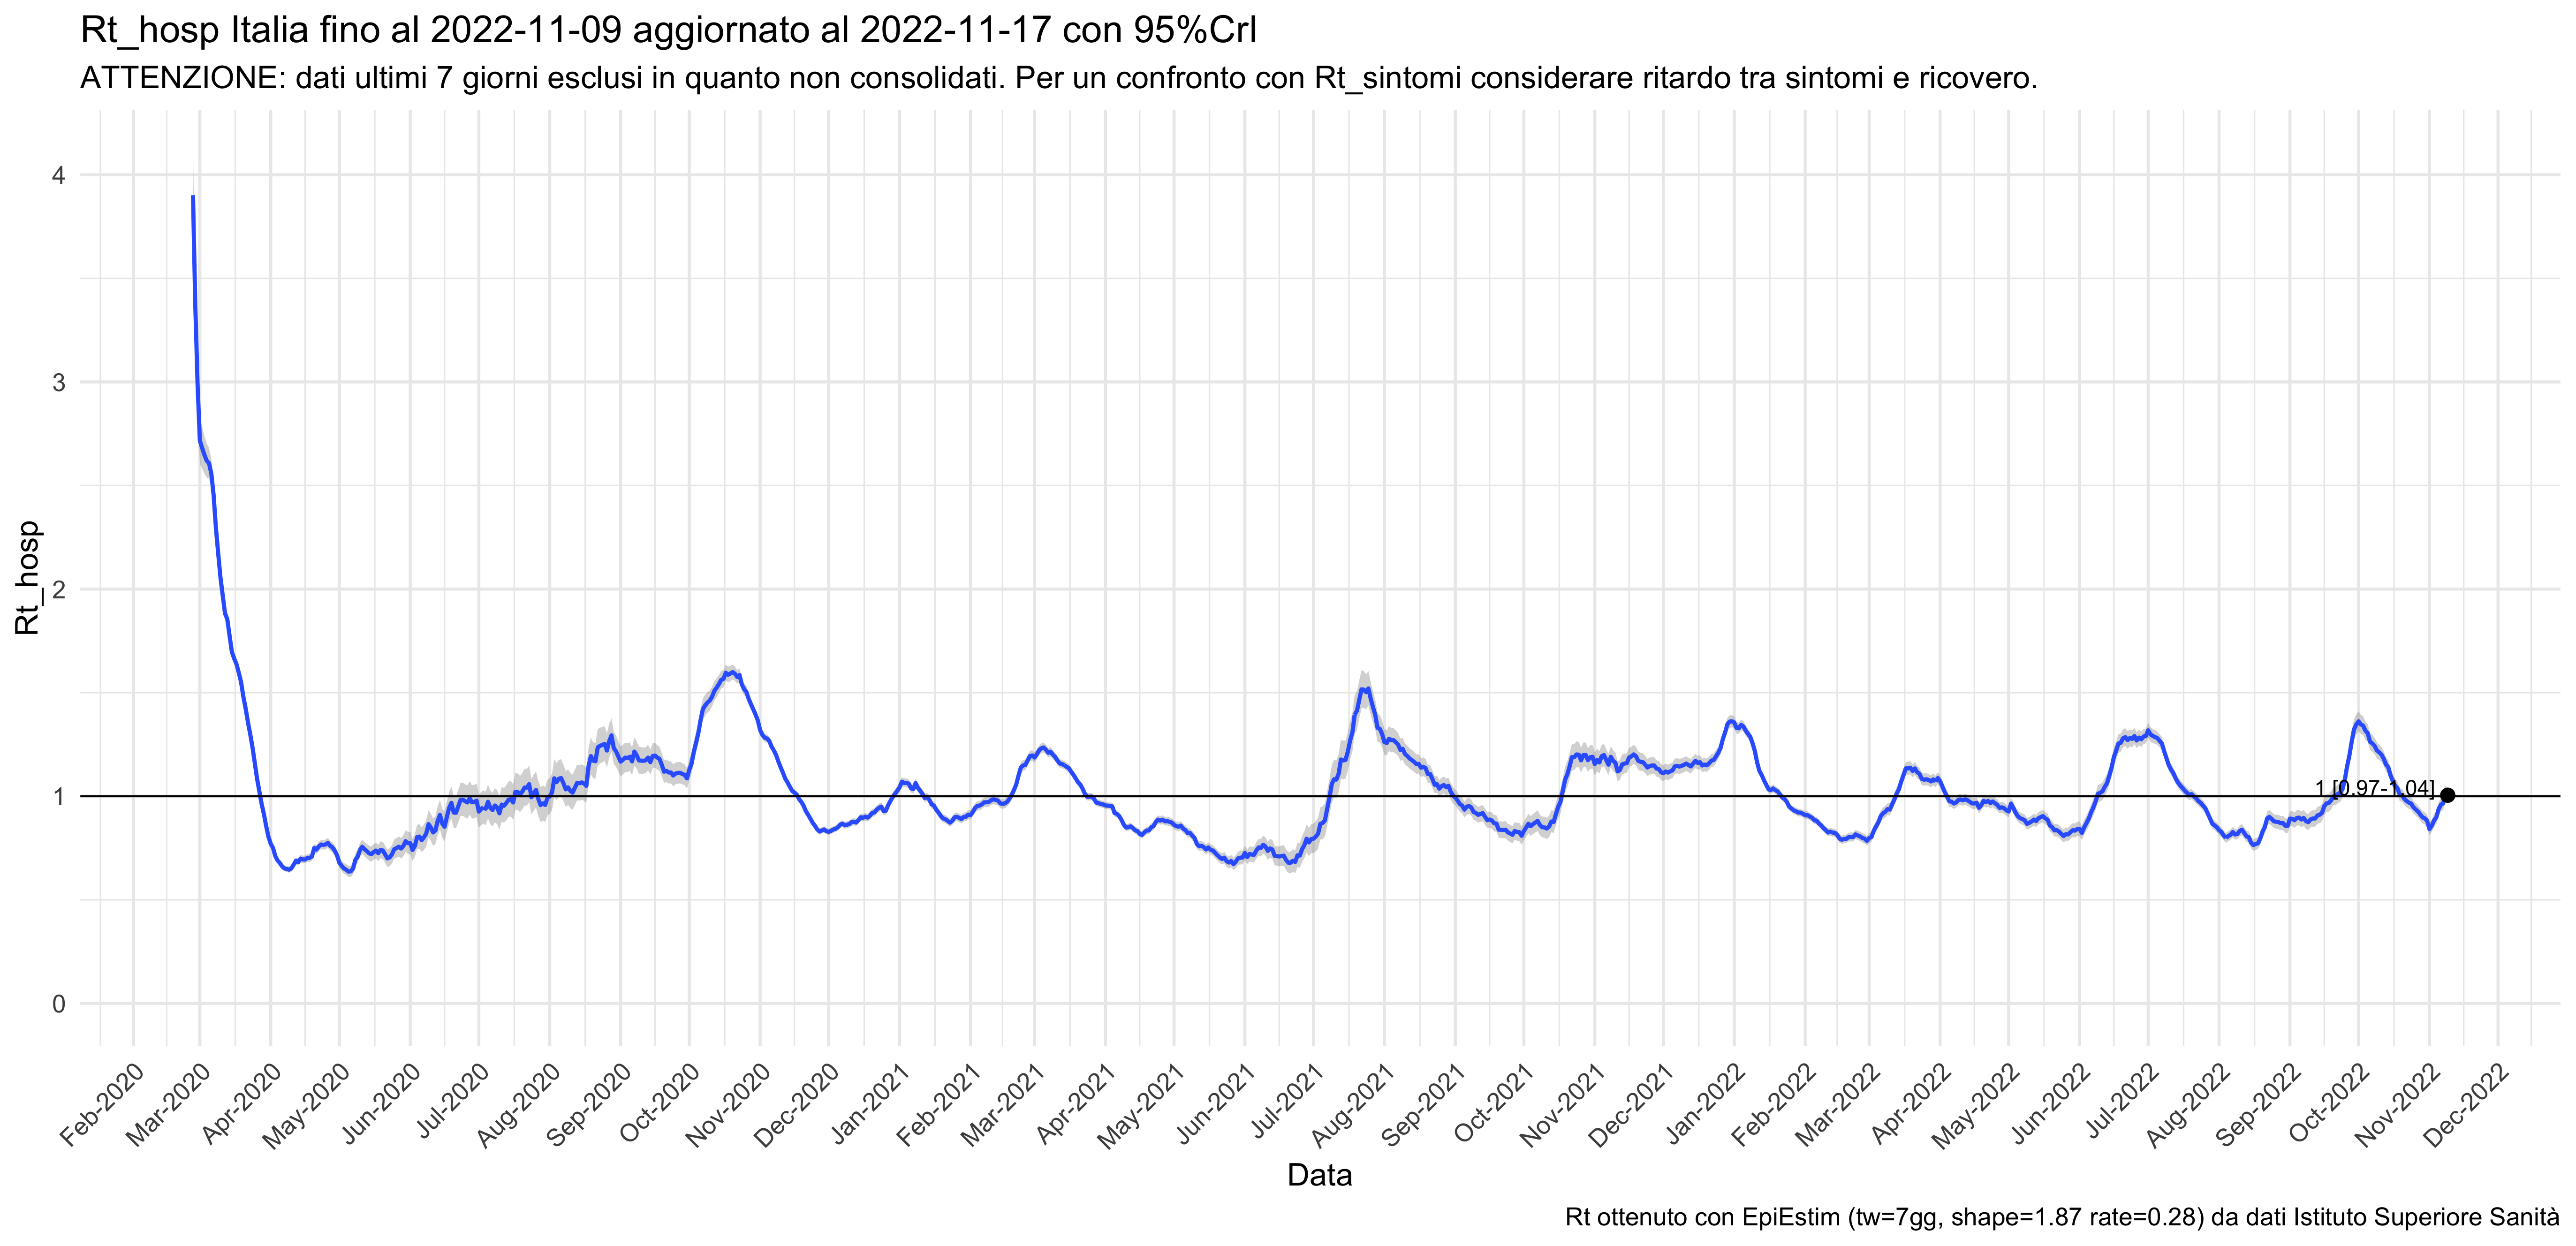 Rt_hosp Italia fino al 2022-11-09 aggiornato al 2022-11-17 con 95%CrI
ATTENZIONE: dati ultimi 7 giorni esclusi in quanto non consolidati. Per un confronto con Rt_sintomi considerare ritardo tra sintomi e ricovero.
4
3
2
1
0
Rt_hosp
1 [0.97-1.04]
Feb-2020
Mar-2020
Apr-2020
May-2020
Jun-2020
Jul-2020
Aug-2020
Sep-2020
Oct-2020
Nov-2020
Dec-2020
Jan-2021
Feb-2021
Mar-2021
Apr-2021
May-2021
Jun-2021
Jul-2021
Aug-2021
Sep-2021
Oct-2021
Nov-2021
Dec-2021
Jan-2022
Feb-2022
Mar-2022
Apr-2022
May-2022
Jun-2022
Jul-2022
Aug-2022
Sep-2022
Oct-2022
Nov-2022
Dec-2022
Data
Rt ottenuto con EpiEstim (tw=7gg, shape=1.87 rate=0.28) da dati Istituto Superiore Sanità